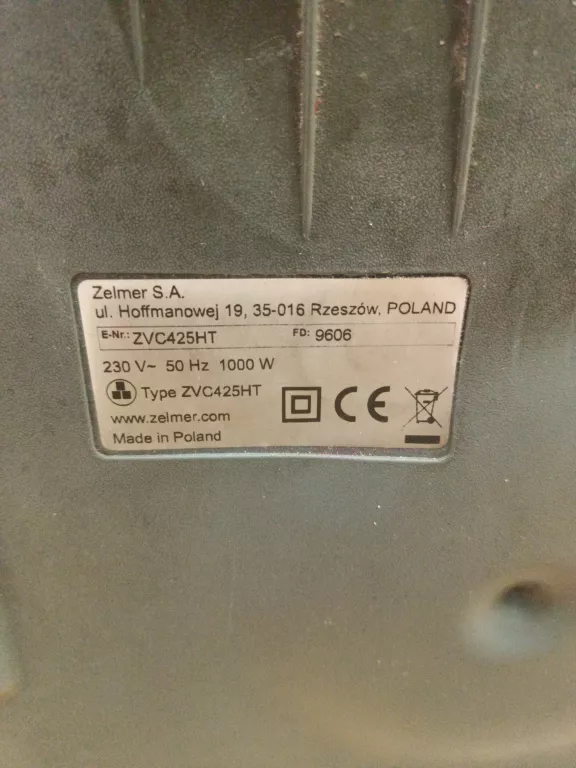 Zelmer S.A.
ul. Hoffmanowej 19, 35-016 Rzeszów, POLAND
E-Nr.: ZVC425HT FD: 9606
230 V~ 50 Hz 1000 W
Type ZVC425HT
CE
www.zelmer.com
Made in Poland